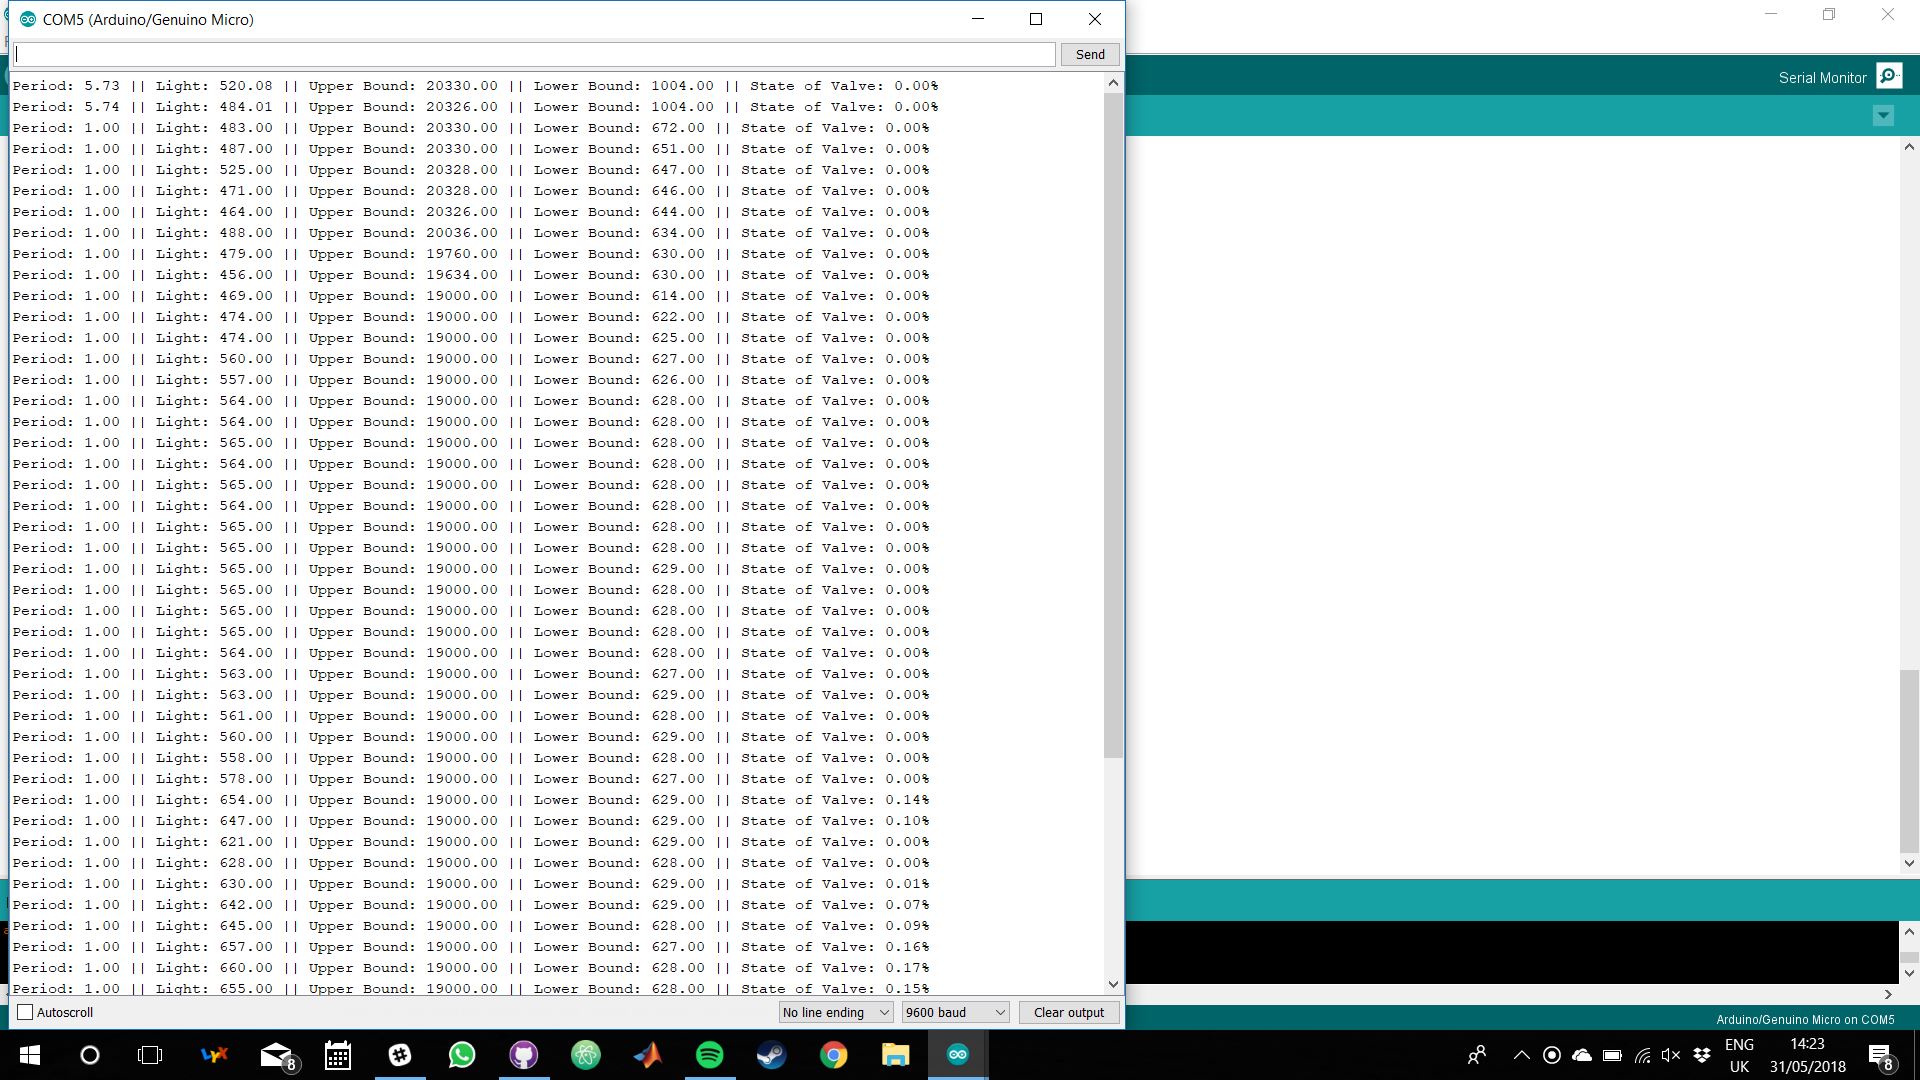 COM5 (Arduino/Genuino Micro)
Send
Serial Monitor
Period: 5.73 || Light: 520.08 || Upper Bound: 20330.00 || Lower Bound: 1004.00 || State of Valve: 0.00%
Period: 5.74 || Light: 484.01 || Upper Bound: 20326.00 || Lower Bound: 1004.00 || State of Valve: 0.00%
Period: 1.00 || Light: 483.00 || Upper Bound: 20330.00 || Lower Bound: 672.00 || State of Valve: 0.00%
Period: 1.00 || Light: 487.00 || Upper Bound: 20330.00 || Lower Bound: 651.00 || State of Valve: 0.00%
Period: 1.00 || Light: 525.00 || Upper Bound: 20328.00 || Lower Bound: 647.00 || State of Valve: 0.00%
Period: 1.00 || Light: 471.00 || Upper Bound: 20328.00 || Lower Bound: 646.00 || State of Valve: 0.00%
Period: 1.00 || Light: 464.00 || Upper Bound: 20326.00 || Lower Bound: 644.00 || State of Valve: 0.00%
Period: 1.00 || Light: 488.00 || Upper Bound: 20036.00 || Lower Bound: 634.00 || State of Valve: 0.00%
Period: 1.00 || Light: 479.00 || Upper Bound: 19760.00 || Lower Bound: 630.00 || State of Valve: 0.00%
Period: 1.00 || Light: 456.00 || Upper Bound: 19634.00 || Lower Bound: 630.00 || State of Valve: 0.00%
Period: 1.00 || Light: 469.00 || Upper Bound: 19000.00 || Lower Bound: 614.00 || State of Valve: 0.00%
Period: 1.00 || Light: 474.00 || Upper Bound: 19000.00 || Lower Bound: 622.00 || State of Valve: 0.00%
Period: 1.00 || Light: 474.00 || Upper Bound: 19000.00 || Lower Bound: 625.00 || State of Valve: 0.00%
Period: 1.00 || Light: 560.00 || Upper Bound: 19000.00 || Lower Bound: 627.00 || State of Valve: 0.00%
Period: 1.00 || Light: 557.00 || Upper Bound: 19000.00 || Lower Bound: 626.00 || State of Valve: 0.00%
Period: 1.00 || Light: 564.00 || Upper Bound: 19000.00 || Lower Bound: 628.00 || State of Valve: 0.00%
Period: 1.00 || Light: 564.00 || Upper Bound: 19000.00 || Lower Bound: 628.00 || State of Valve: 0.00%
Period: 1.00 || Light: 565.00 || Upper Bound: 19000.00 || Lower Bound: 628.00 || State of Valve: 0.00%
Period: 1.00 || Light: 564.00 || Upper Bound: 19000.00 || Lower Bound: 628.00 || State of Valve: 0.00%
Period: 1.00 || Light: 565.00 || Upper Bound: 19000.00 || Lower Bound: 628.00 || State of Valve: 0.00%
Period: 1.00 || Light: 564.00 || Upper Bound: 19000.00 || Lower Bound: 628.00 || State of Valve: 0.00%
Period: 1.00 || Light: 565.00 || Upper Bound: 19000.00 || Lower Bound: 628.00 || State of Valve: 0.00%
Period: 1.00 || Light: 565.00 || Upper Bound: 19000.00 || Lower Bound: 628.00 || State of Valve: 0.00%
Period: 1.00 || Light: 565.00 || Upper Bound: 19000.00 || Lower Bound: 629.00 || State of Valve: 0.00%
Period: 1.00 || Light: 565.00 || Upper Bound: 19000.00 || Lower Bound: 628.00 || State of Valve: 0.00%
Period: 1.00 || Light: 565.00 || Upper Bound: 19000.00 || Lower Bound: 628.00 || State of Valve: 0.00%
Period: 1.00 || Light: 565.00 || Upper Bound: 19000.00 || Lower Bound: 628.00 || State of Valve: 0.00%
Period: 1.00 || Light: 564.00 || Upper Bound: 19000.00 || Lower Bound: 628.00 || State of Valve: 0.00%
Period: 1.00 || Light: 563.00 || Upper Bound: 19000.00 || Lower Bound: 627.00 || State of Valve: 0.00%
Period: 1.00 || Light: 563.00 || Upper Bound: 19000.00 || Lower Bound: 629.00 || State of Valve: 0.00%
Period: 1.00 || Light: 561.00 || Upper Bound: 19000.00 || Lower Bound: 628.00 || State of Valve: 0.00%
Period: 1.00 || Light: 560.00 || Upper Bound: 19000.00 || Lower Bound: 629.00 || State of Valve: 0.00%
Period: 1.00 || Light: 558.00 || Upper Bound: 19000.00 || Lower Bound: 628.00 || State of Valve: 0.00%
Period: 1.00 || Light: 578.00 || Upper Bound: 19000.00 || Lower Bound: 627.00 || State of Valve: 0.00%
Period: 1.00 || Light: 654.00 || Upper Bound: 19000.00 || Lower Bound: 629.00 || State of Valve: 0.14%
Period: 1.00 || Light: 647.00 || Upper Bound: 19000.00 || Lower Bound: 629.00 || State of Valve: 0.10%
Period: 1.00 || Light: 621.00 || Upper Bound: 19000.00 || Lower Bound: 629.00 || State of Valve: 0.00%
Period: 1.00 || Light: 628.00 || Upper Bound: 19000.00 || Lower Bound: 628.00 || State of Valve: 0.00%
Period: 1.00 || Light: 630.00 || Upper Bound: 19000.00 || Lower Bound: 629.00 || State of Valve: 0.01%
Period: 1.00 || Light: 642.00 || Upper Bound: 19000.00 || Lower Bound: 629.00 || State of Valve: 0.07%
Period: 1.00 || Light: 645.00 || Upper Bound: 19000.00 || Lower Bound: 628.00 || State of Valve: 0.09%
Period: 1.00 || Light: 657.00 || Upper Bound: 19000.00 || Lower Bound: 627.00 || State of Valve: 0.16%
Period: 1.00 || Light: 660.00 || Upper Bound: 19000.00 || Lower Bound: 628.00 || State of Valve: 0.17%
Period: 1.00 || Light: 655.00 || Upper Bound: 19000.00 || Lower Bound: 628.00 || State of Valve: 0.15%
Autoscroll
No line ending
9600 baud
Clear output
Arduino/Genuino Micro on COM5
8
ENG
UK
14:23
31/05/2018
8